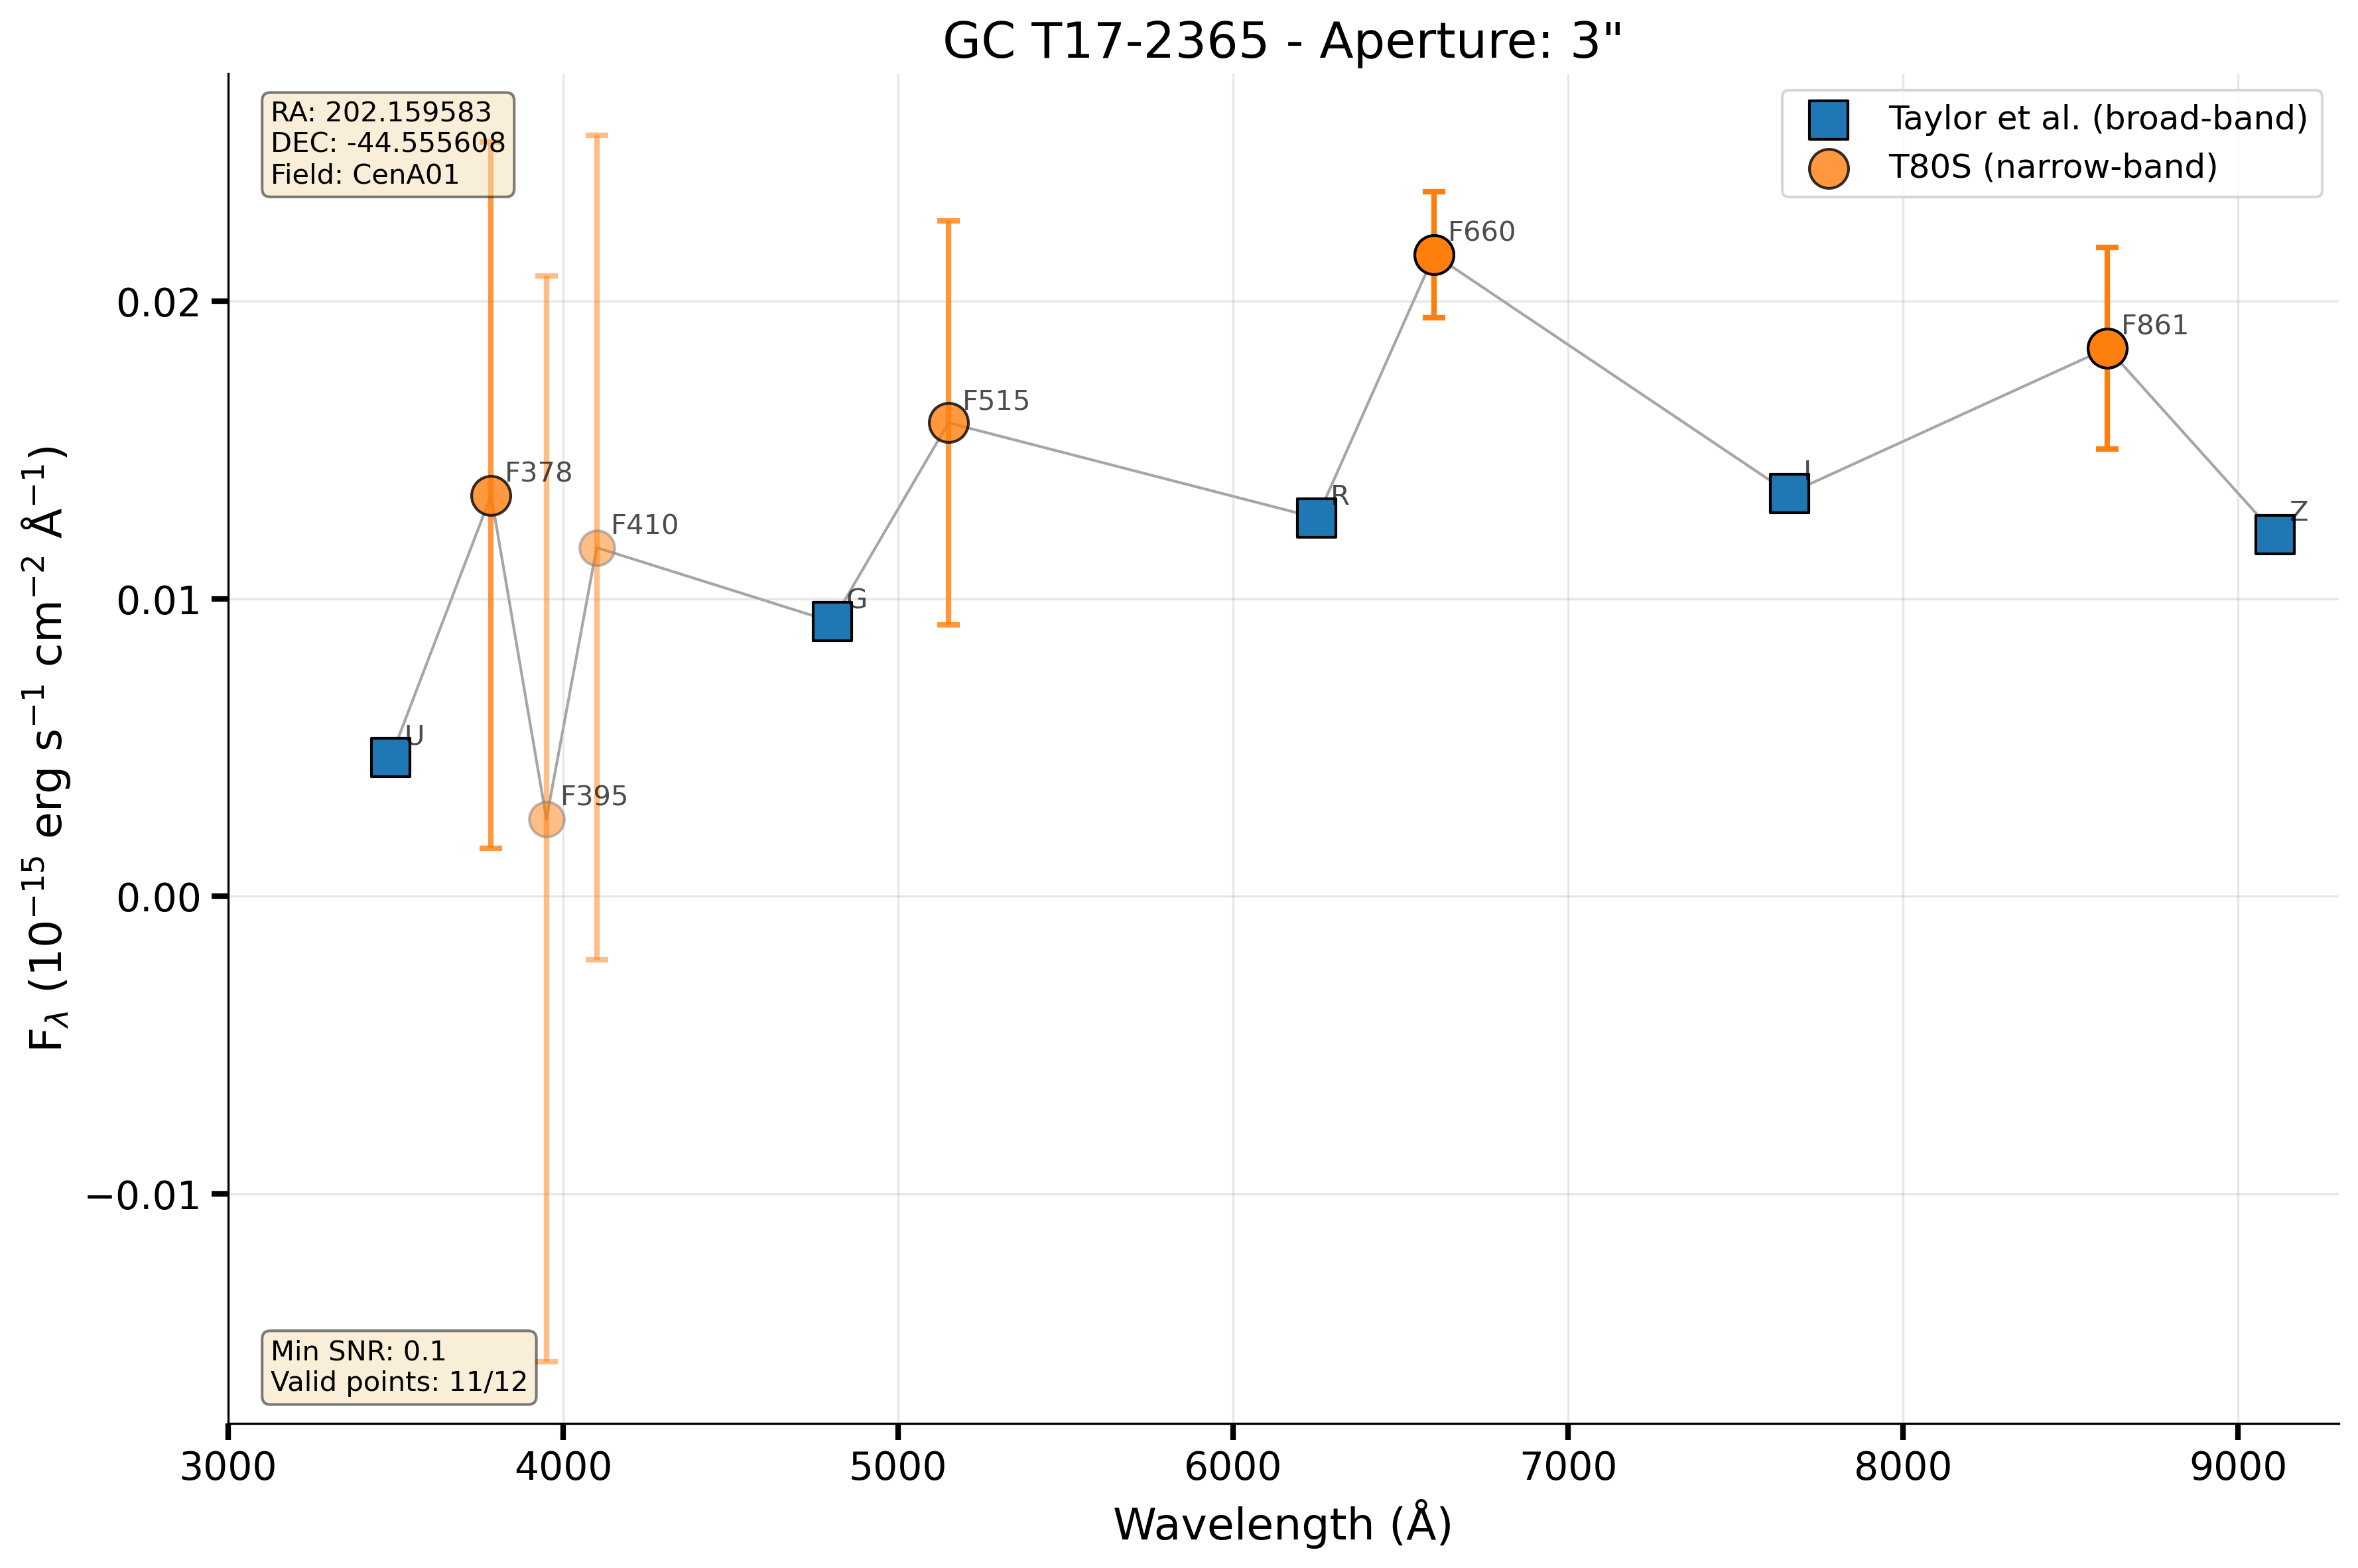 GC T17-2365 - Aperture: 3"
RA: 202.159583
DEC: -44.555608
Field: CenA01
Taylor et al. (broad-band)
T80S (narrow-band)
F660
F861
0.02
F515
F378
I
R
Z
F410
0.01
G
U
F395
0.00
−0.01
F_λ (10⁻¹⁵ erg s⁻¹ cm⁻² Å⁻¹)
Min SNR: 0.1
Valid points: 11/12
3000 4000 5000 6000 7000 8000 9000
Wavelength (Å)